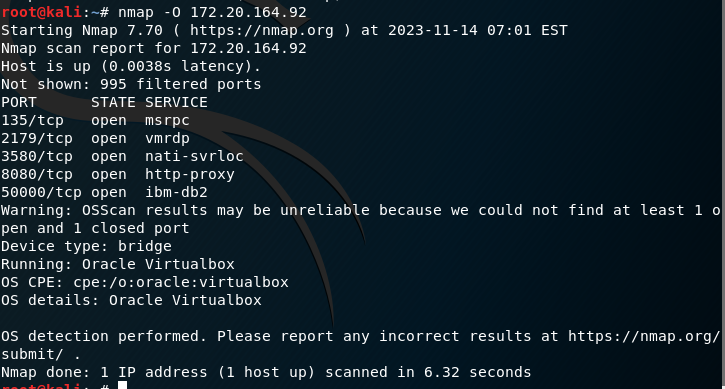 root@kali:~# nmap -O 172.20.164.92
Starting Nmap 7.70 ( https://nmap.org ) at 2023-11-14 07:01 EST
Nmap scan report for 172.20.164.92
Host is up (0.0038s latency).
Not shown: 995 filtered ports
PORT      STATE SERVICE
135/tcp   open  msrpc
2179/tcp  open  vmrdp
3580/tcp  open  nati-svrloc
8080/tcp  open  http-proxy
50000/tcp open  ibm-db2
Warning: OSScan results may be unreliable because we could not find at least 1 o
pen and 1 closed port
Device type: bridge
Running: Oracle Virtualbox
OS CPE: cpe:/o:oracle:virtualbox
OS details: Oracle Virtualbox
OS detection performed. Please report any incorrect results at https://nmap.org/
submit/ .
Nmap done: 1 IP address (1 host up) scanned in 6.32 seconds
root@kali:~#